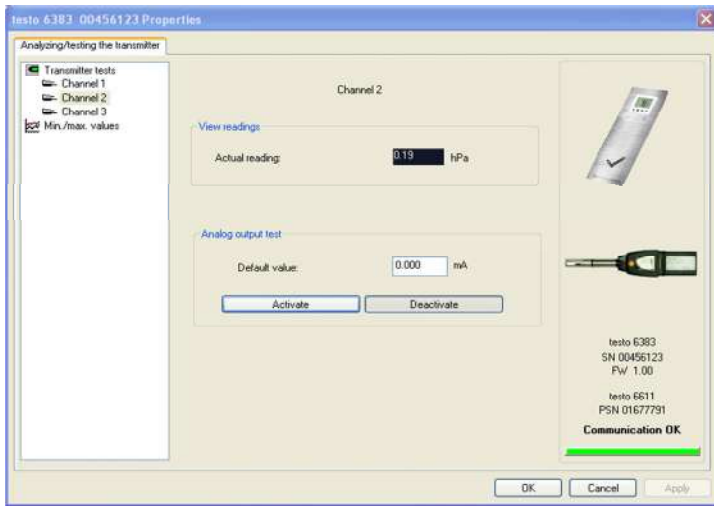 testo 6383 00456123 Properties
Analyzing/testing the transmitter
Transmitter tests
Channel 1
Channel 2
Channel 3
Min./max. values
Channel 2
View readings
Actual reading: 0.19 hPa
Analog output test
Default value: 0.000 mA
Activate Deactivate
testo 6383
SN 00456123
FW 1.00
testo 6611
PSN 01677791
Communication OK
OK Cancel Apply